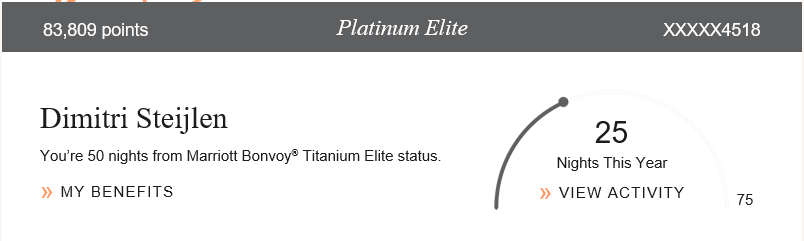 83,809 points
Platinum Elite
XXXXX4518
Dimitri Steijlen
You're 50 nights from Marriott Bonvoy® Titanium Elite status.
» MY BENEFITS
25
Nights This Year
» VIEW ACTIVITY
75